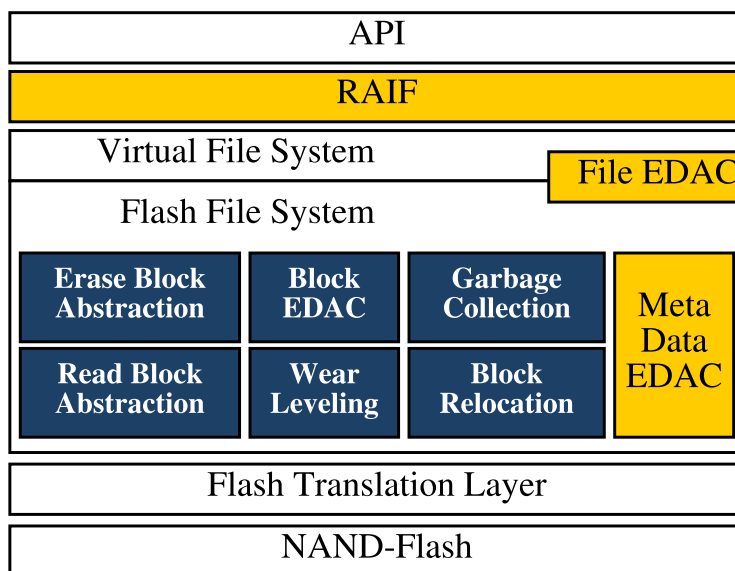 API
RAIF
Virtual File System
File EDAC
Flash File System
Erase Block
Abstraction
Block
EDAC
Garbage
Collection
Meta
Data
EDAC
Read Block
Abstraction
Wear
Leveling
Block
Relocation
Flash Translation Layer
NAND-Flash